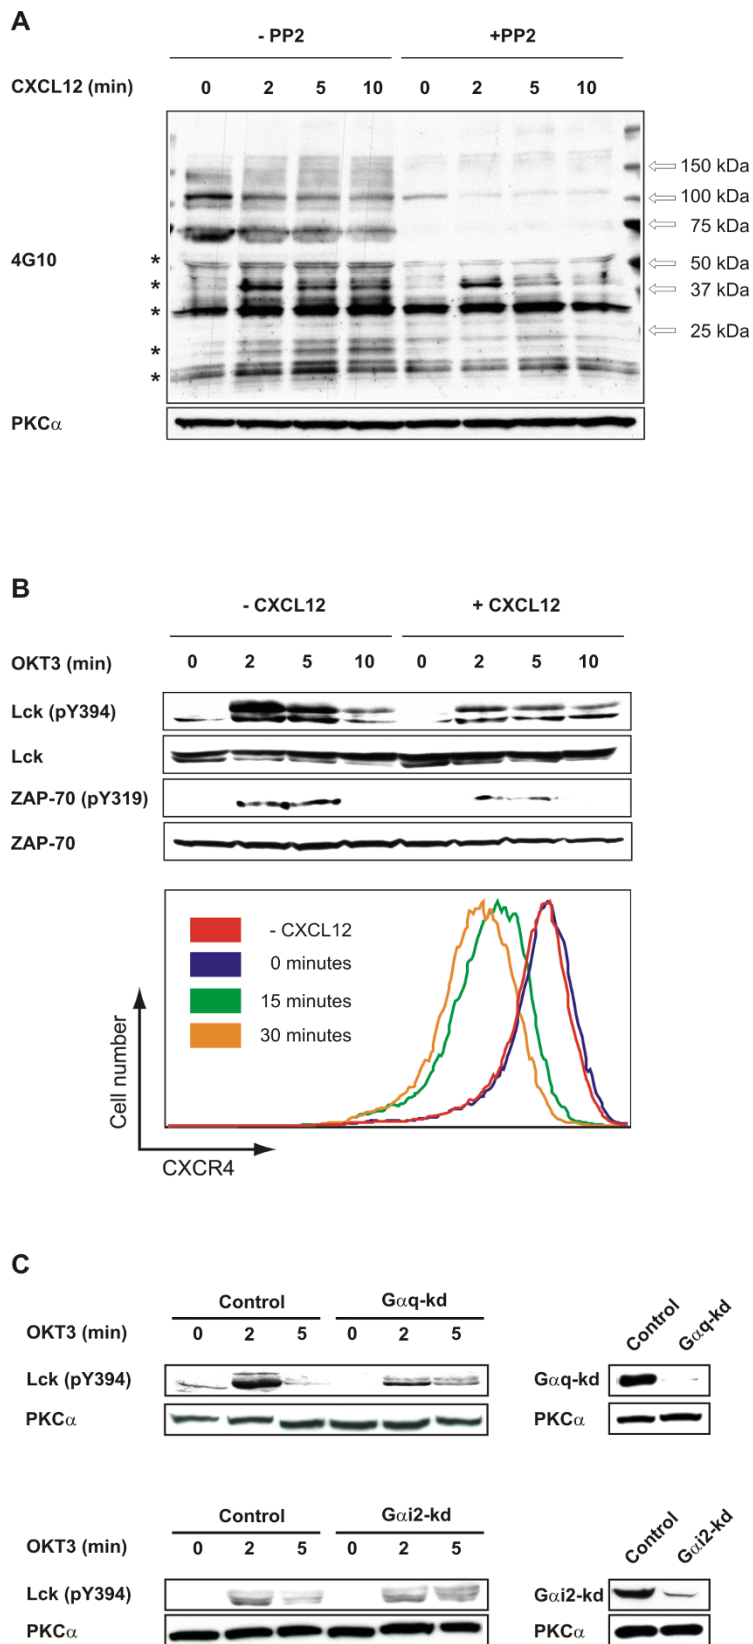 A
- PP2 +PP2
CXCL12 (min) 0 2 5 10 0 2 5 10
150 kDa
100 kDa
75 kDa
4G10 * 50 kDa
* 37 kDa
*
25 kDa
*
*
PKCα
B
- CXCL12 + CXCL12
OKT3 (min) 0 2 5 10 0 2 5 10
Lck (pY394)
Lck
ZAP-70 (pY319)
ZAP-70
- CXCL12
0 minutes
15 minutes
30 minutes
Cell number
CXCR4
C
Control Gαq-kd
OKT3 (min) 0 2 5 0 2 5
Lck (pY394)
PKCα
Control Gαq-kd
Gαq-kd
PKCα
Control Gαi2-kd
OKT3 (min) 0 2 5 0 2 5
Lck (pY394)
PKCα
Control Gαi2-kd
Gαi2-kd
PKCα